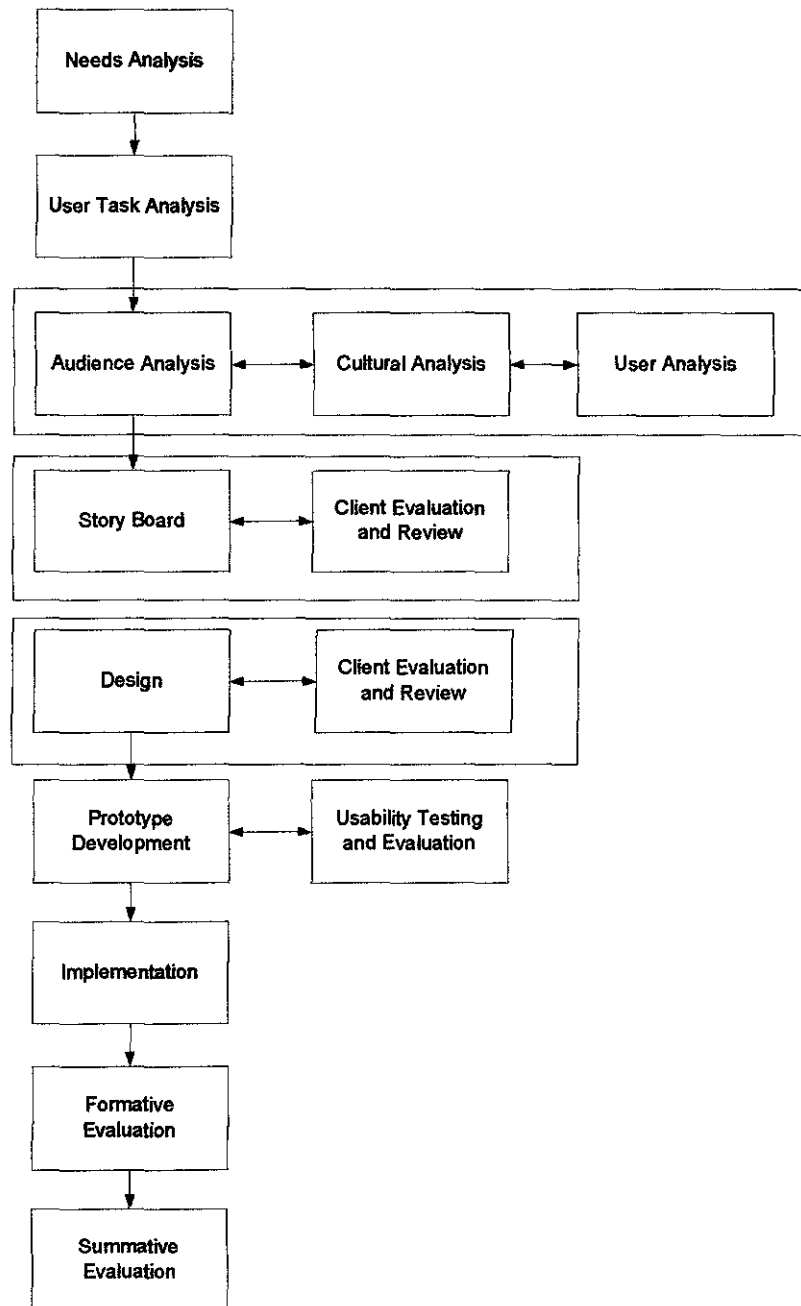 Needs Analysis
User Task Analysis
Audience Analysis
Cultural Analysis
User Analysis
Story Board
Client Evaluation
and Review
Design
Client Evaluation
and Review
Prototype
Development
Usability Testing
and Evaluation
Implementation
Formative
Evaluation
Summative
Evaluation